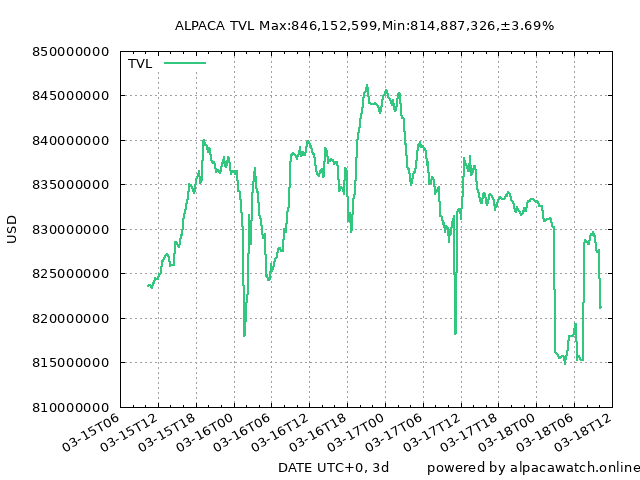 ALPACA TVL Max:846,152,599,Min:814,887,326,±3.69%
850000000
TVL
845000000
840000000
835000000
830000000
USD
825000000
820000000
815000000
810000000
03-15T06 03-15T12 03-15T18 03-16T00 03-16T06 03-16T12 03-16T18 03-17T00 03-17T06 03-17T12 03-17T18 03-18T00 03-18T06 03-18T12
DATE UTC+0, 3d powered by alpacawatch.online